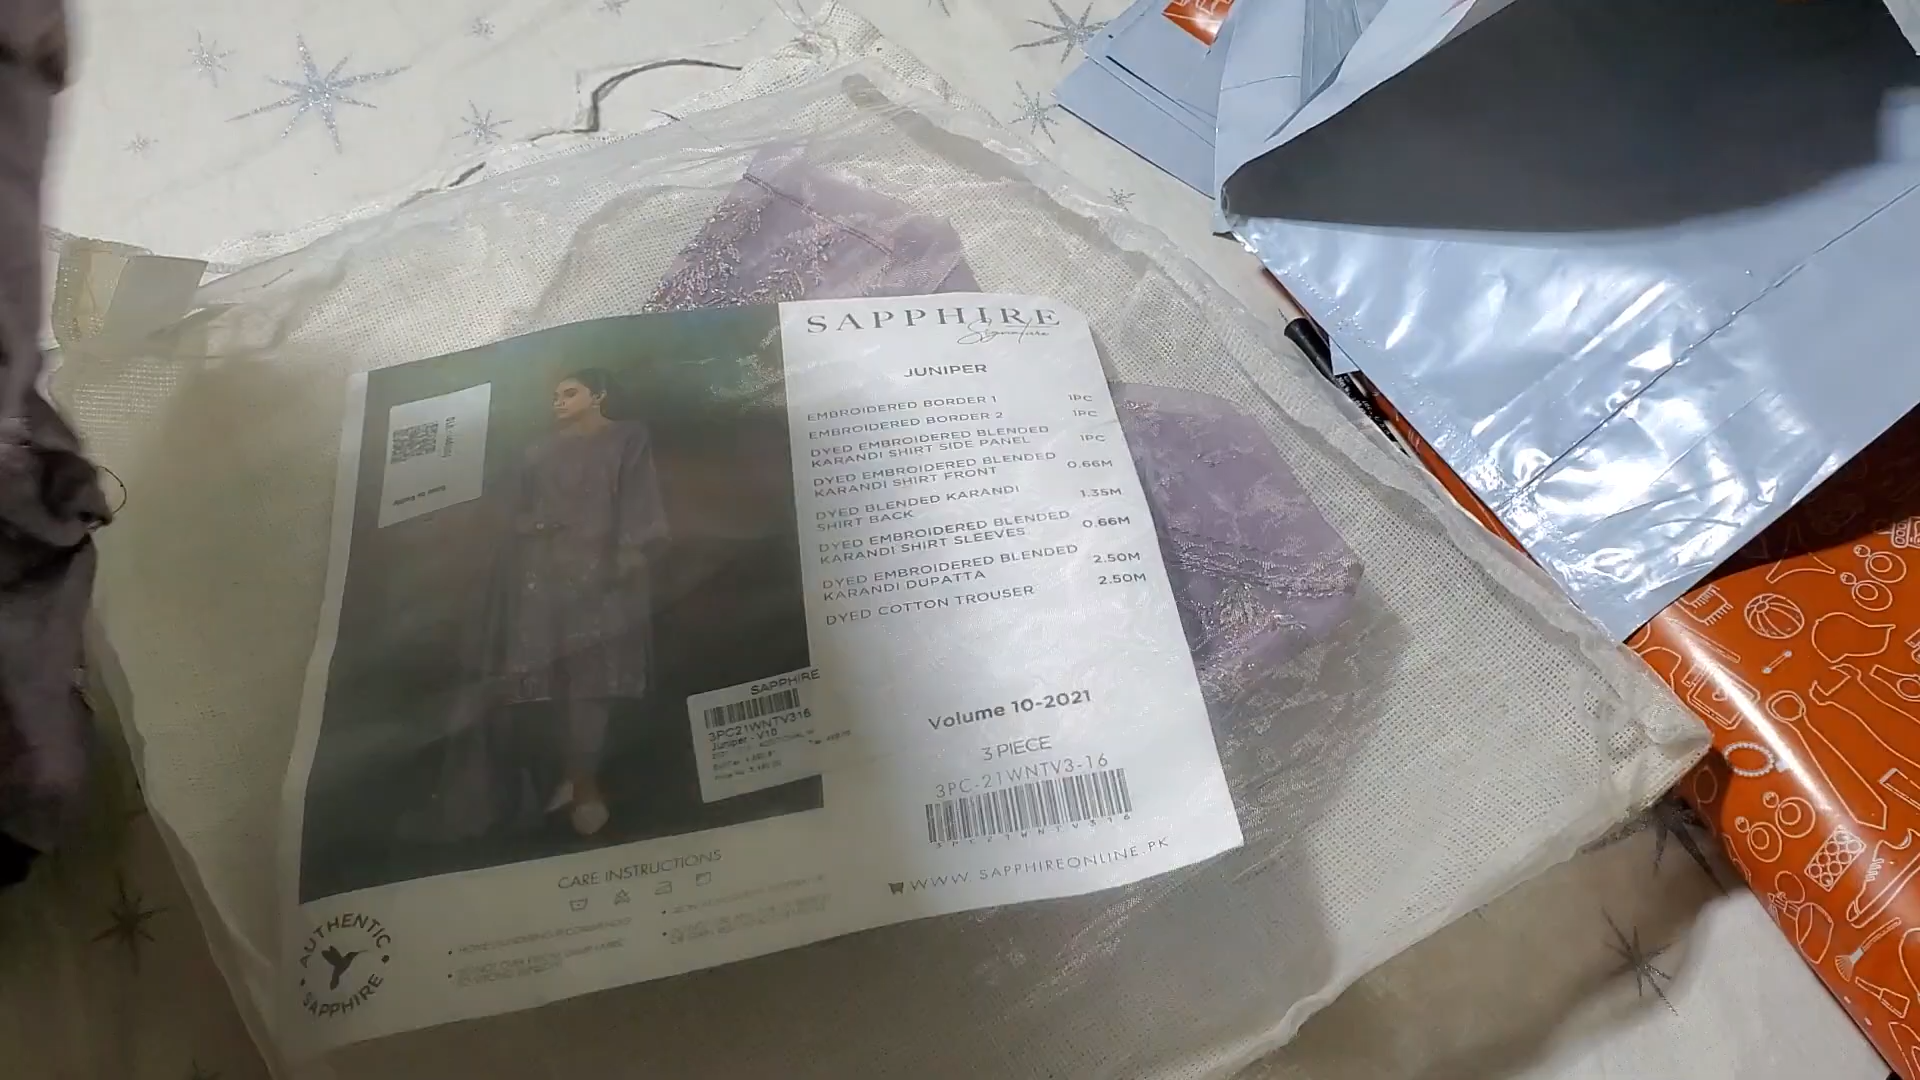 SAPPHIRE
Signature
JUNIPER
EMBROIDERED BORDER 1 1PC
EMBROIDERED BORDER 2 1PC
DYED EMBROIDERED BLENDED
KARANDI SHIRT SIDE PANEL 1PC
DYED EMBROIDERED BLENDED
KARANDI SHIRT FRONT 0.66M
DYED BLENDED KARANDI
SHIRT BACK 1.35M
DYED EMBROIDERED BLENDED
KARANDI SHIRT SLEEVES 0.66M
DYED EMBROIDERED BLENDED
KARANDI DUPATTA 2.50M
DYED COTTON TROUSER 2.50M
Volume 10-2021
3 PIECE
3PC-21WNTV3-16
3PC21WNTV316
WWW.SAPPHIREONLINE.PK
SAPPHIRE
3PC21WNTV316
Juniper - V10
CARE INSTRUCTIONS
AUTHENTIC
SAPPHIRE